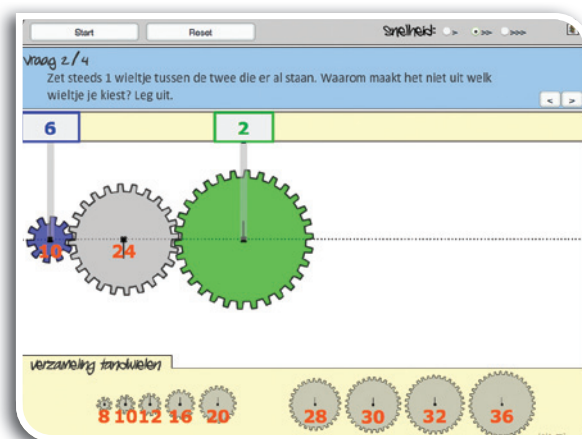 Start Reset Snelheid: > >> >>>
vraag 2/4
Zet steeds 1 wieltje tussen de twee die er al staan. Waarom maakt het niet uit welk
wieltje je kiest? Leg uit.
< >
6 2
10 24
verzameling tandwielen
8 10 12 16 20 28 30 32 36